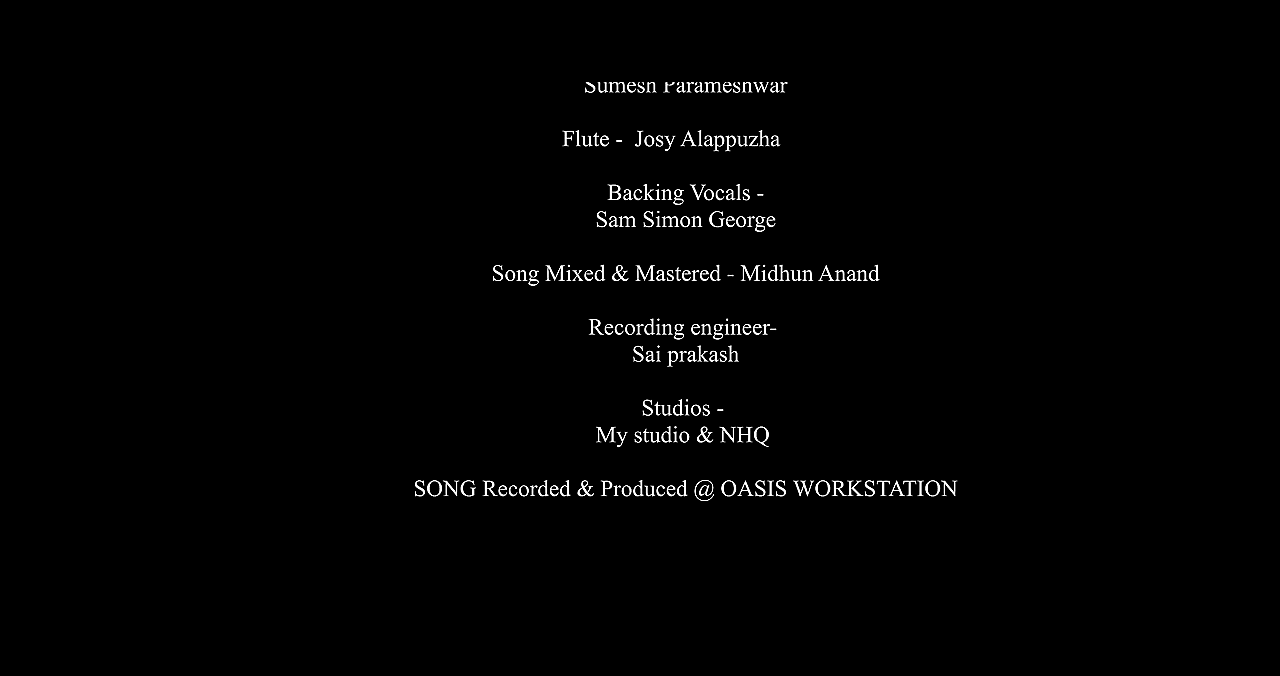 Sumesh Parameshwar
Flute -  Josy Alappuzha
Backing Vocals -
Sam Simon George
Song Mixed & Mastered - Midhun Anand
Recording engineer-
Sai prakash
Studios -
My studio & NHQ
SONG Recorded & Produced @ OASIS WORKSTATION